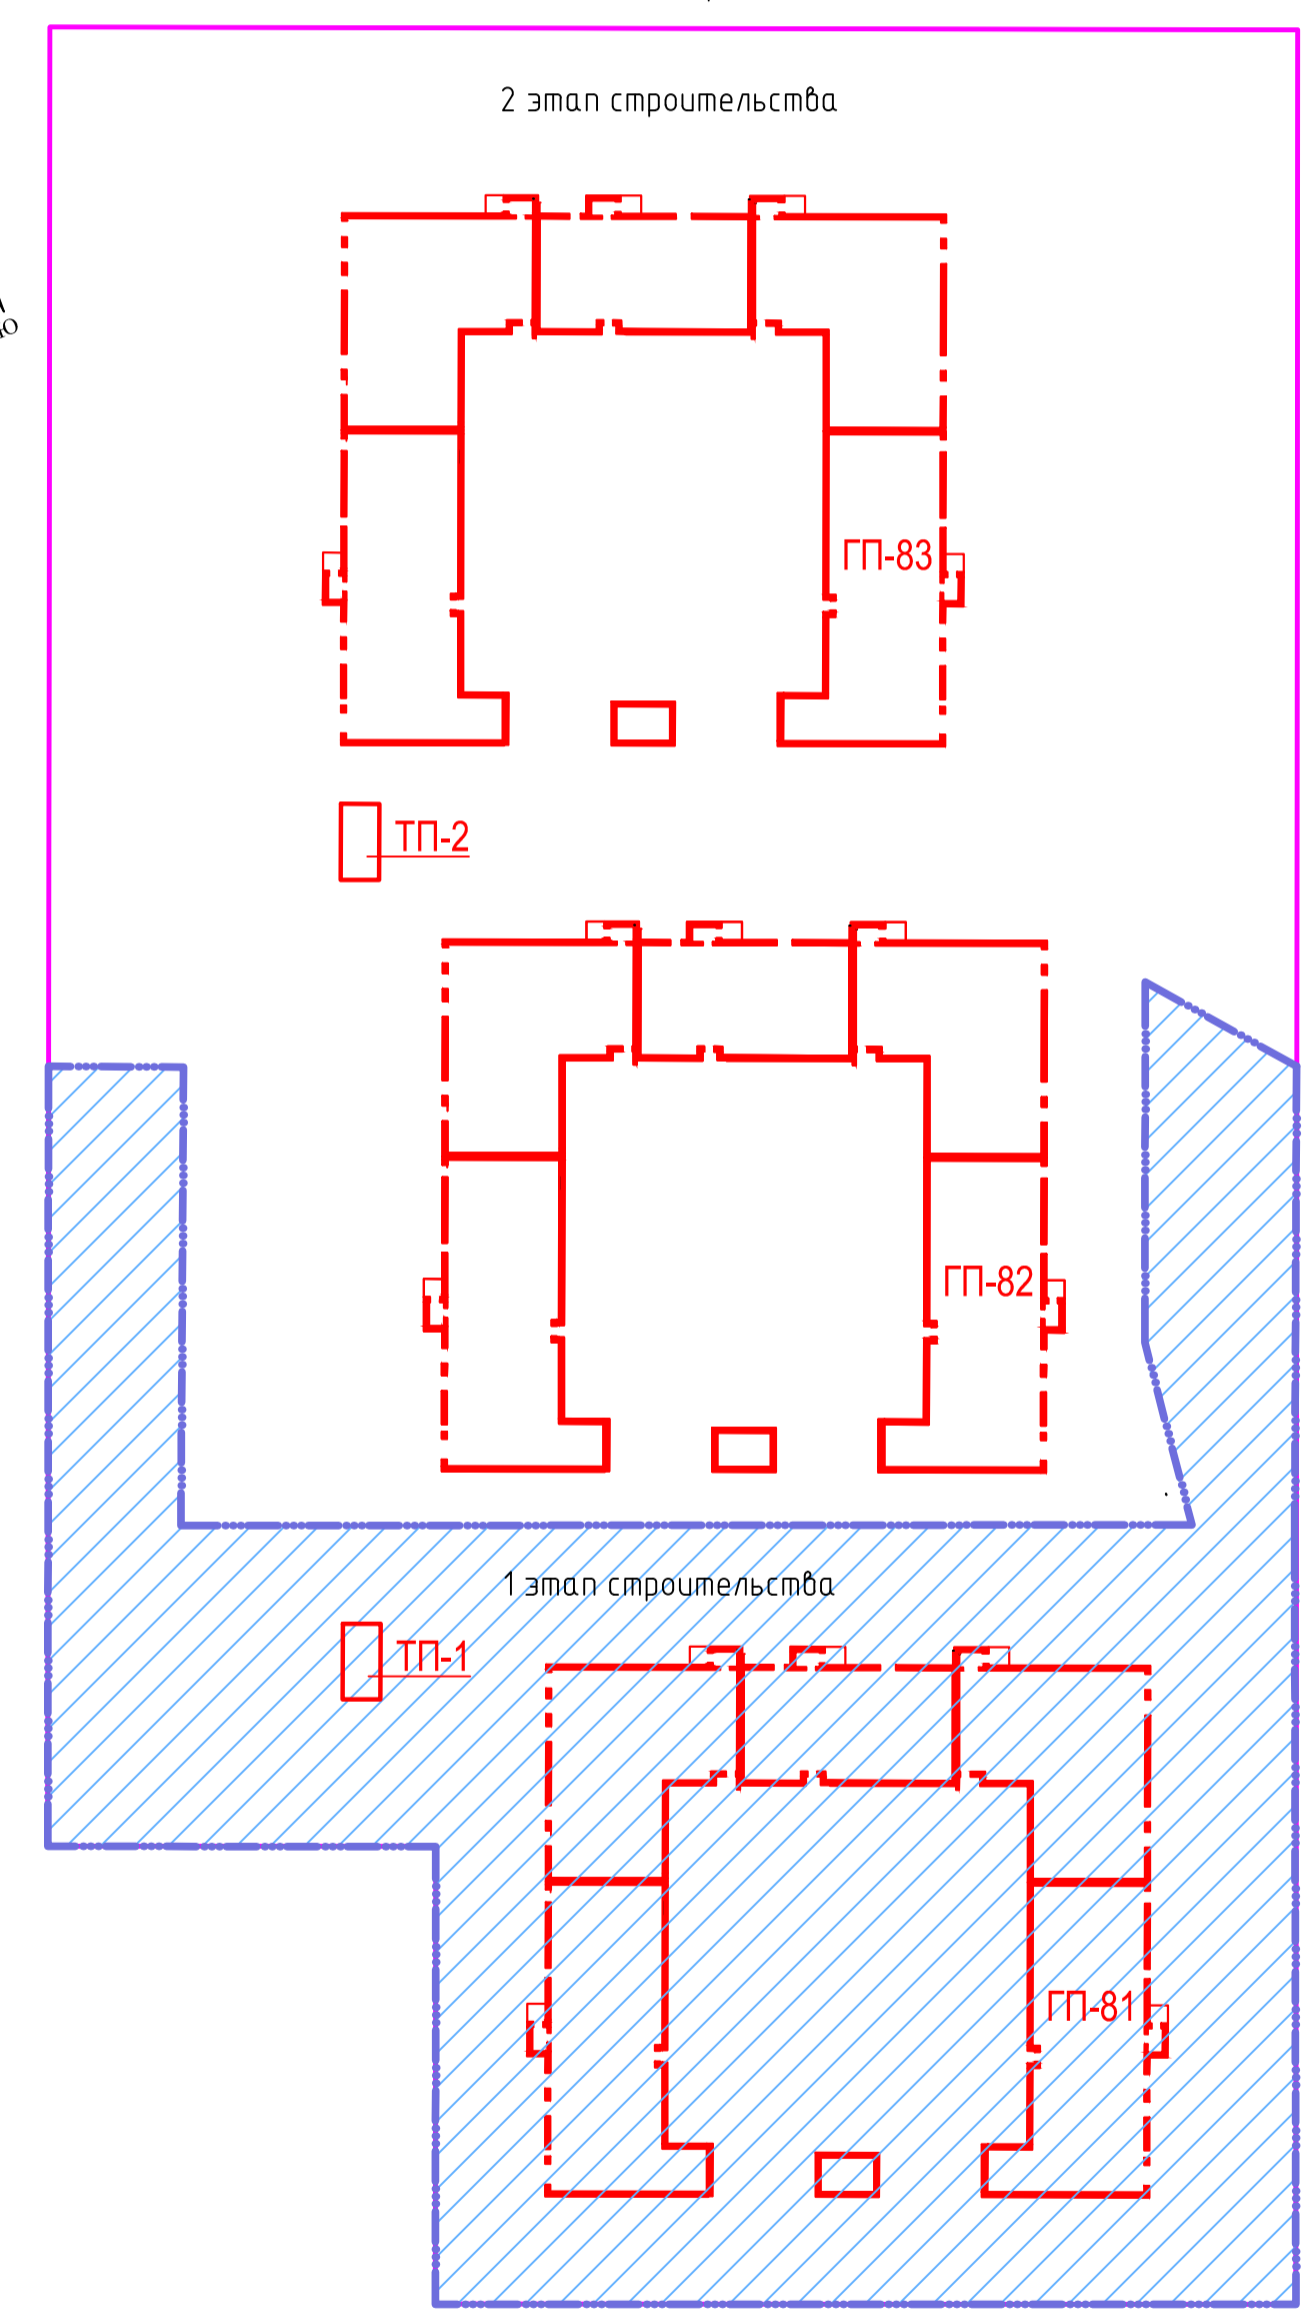 2 этап строительства
ГП-83
ТП-2
ГП-82
1 этап строительства
ТП-1
ГП-81